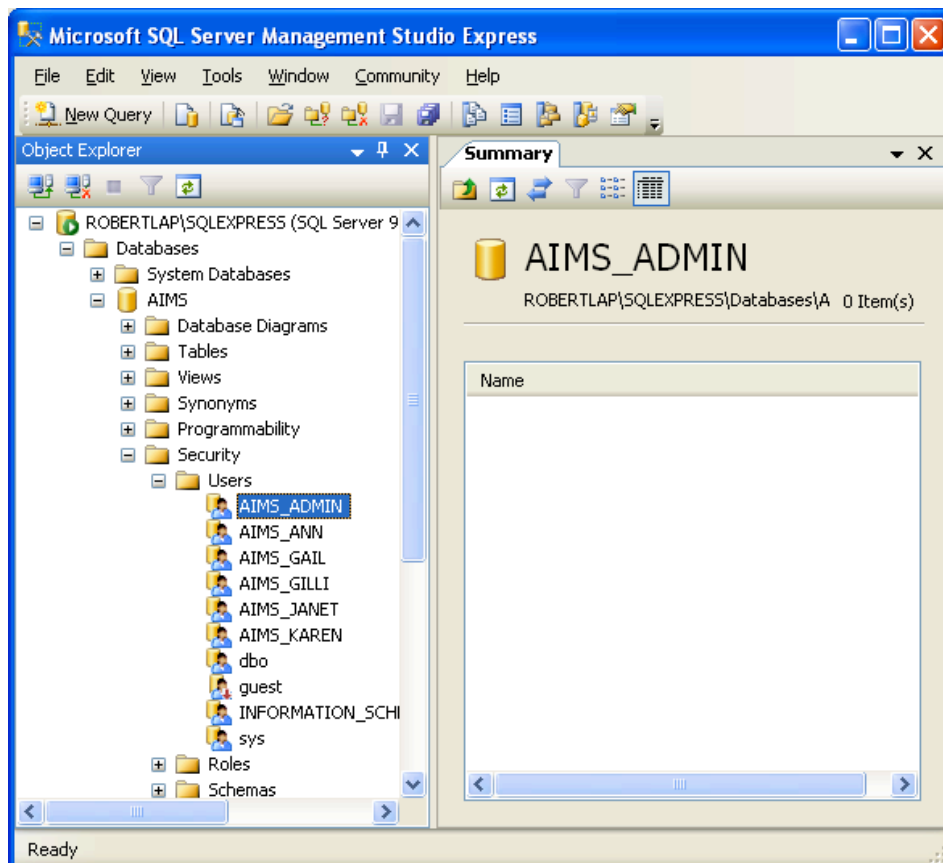 Microsoft SQL Server Management Studio Express
File Edit View Tools Window Community Help
New Query
Object Explorer
Summary
ROBERTLAP\SQLEXPRESS (SQL Server 9
Databases
System Databases
AIMS
Database Diagrams
Tables
Views
Synonyms
Programmability
Security
Users
AIMS_ADMIN
AIMS_ANN
AIMS_GAIL
AIMS_GILLI
AIMS_JANET
AIMS_KAREN
dbo
guest
INFORMATION_SCH
sys
Roles
Schemas
AIMS_ADMIN
ROBERTLAP\SQLEXPRESS\Databases\A 0 Item(s)
Name
Ready